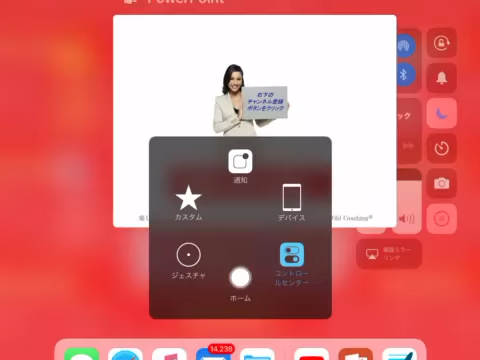 PowerPoint
右下の
チャンネル登録
ボタンをクリック
通知
カスタム
デバイス
ジェスチャ
コントロー
ルセンター
ホーム
Coaching®
ック
画面ミラー
リング
14,238